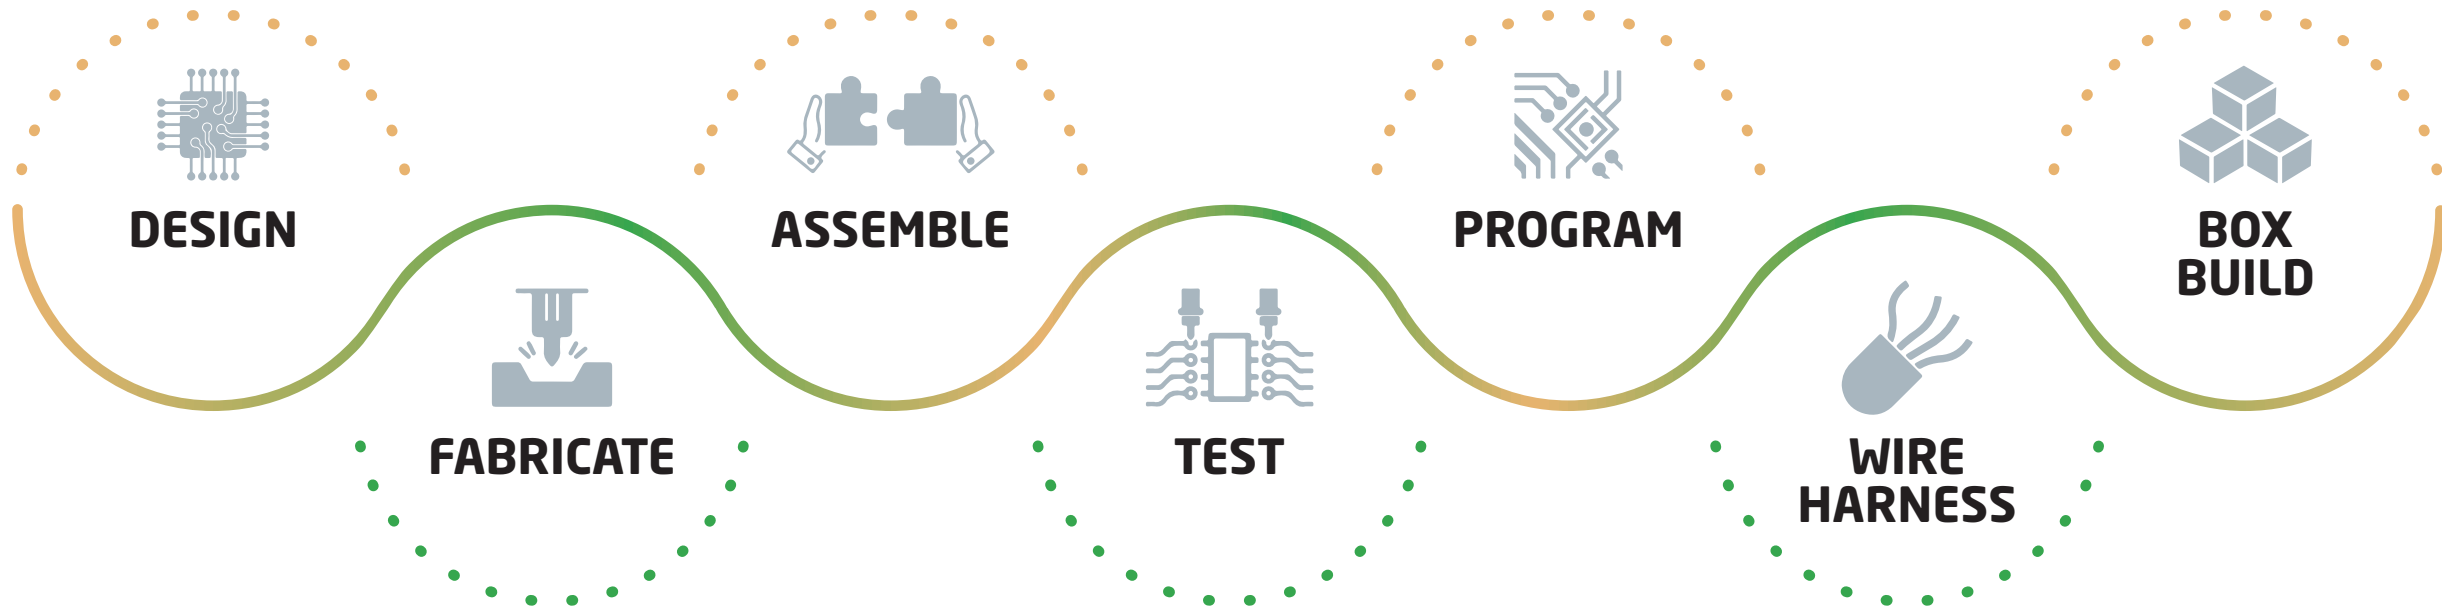 DESIGN
FABRICATE
ASSEMBLE
TEST
PROGRAM
WIRE
HARNESS
BOX
BUILD